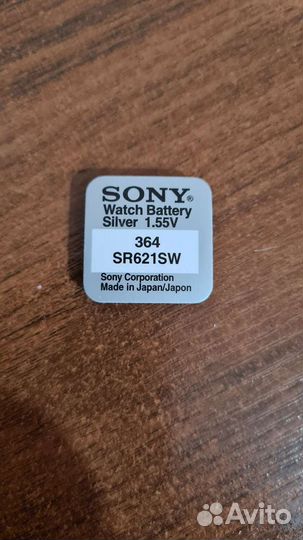 SONY®
Watch Battery
Silver 1.55V
364
SR621SW
Sony Corporation
Made in Japan/Japon
Avito